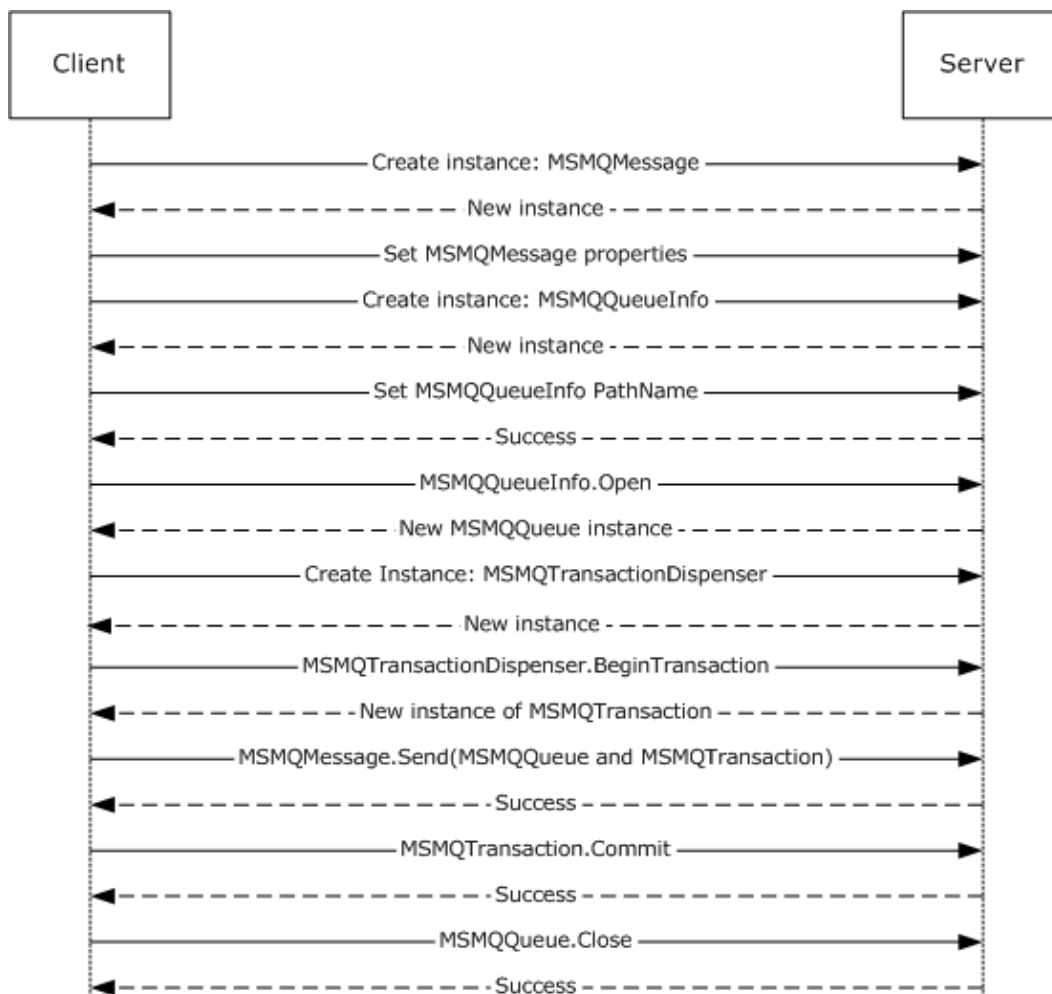 Client
Server
Create instance: MSMQMessage
New instance
Set MSMQMessage properties
Create instance: MSMQQueueInfo
New instance
Set MSMQQueueInfo PathName
Success
MSMQQueueInfo.Open
New MSMQQueue instance
Create Instance: MSMQTransactionDispenser
New instance
MSMQTransactionDispenser.BeginTransaction
New instance of MSMQTransaction
MSMQMessage.Send(MSMQQueue and MSMQTransaction)
Success
MSMQTransaction.Commit
Success
MSMQQueue.Close
Success